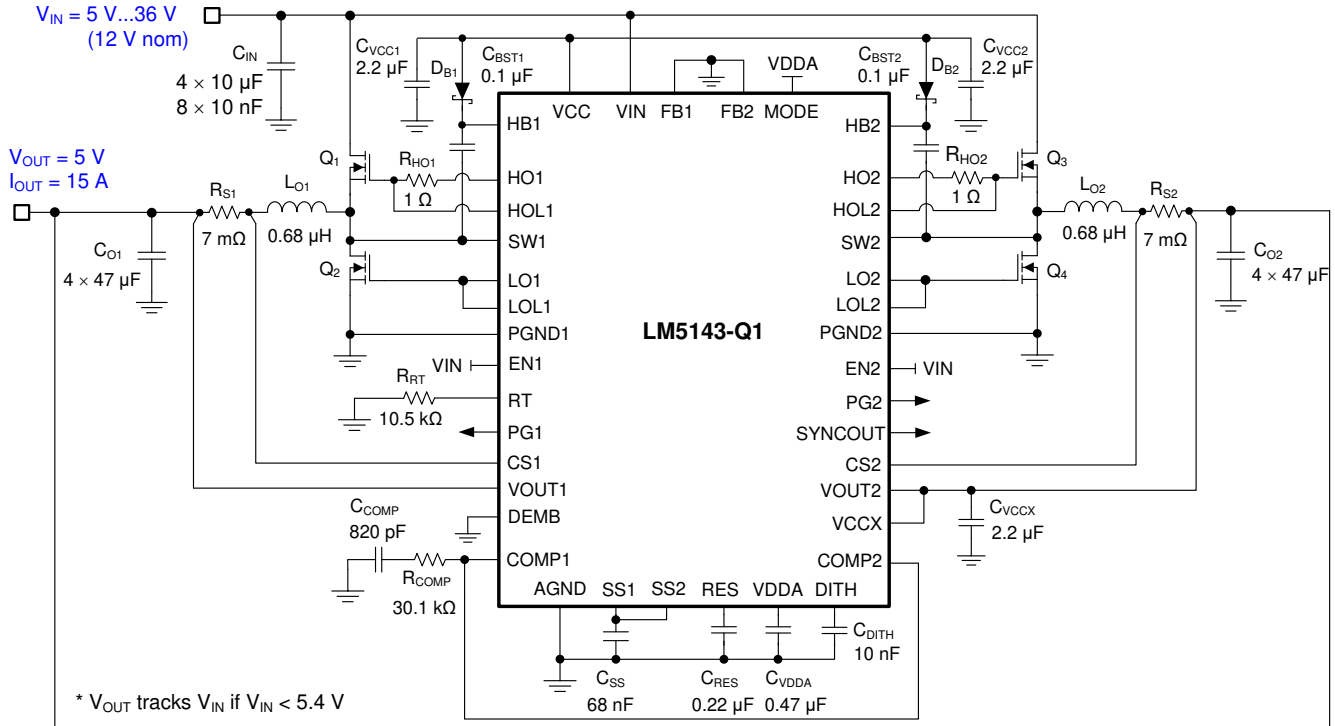 V_IN = 5 V...36 V
(12 V nom)
C_IN
4 × 10 µF
8 × 10 nF
C_VCC1
2.2 µF
D_B1
C_BST1
0.1 µF
C_BST2
0.1 µF
D_B2
C_VCC2
2.2 µF
VDDA
VCC
VIN
FB1
FB2
MODE
V_OUT = 5 V
I_OUT = 15 A
R_S1
7 mΩ
L_O1
0.68 µH
C_O1
4 × 47 µF
Q_1
Q_2
R_HO1
1 Ω
HB1
HO1
HOL1
SW1
LO1
LOL1
PGND1
EN1
VIN
RT
R_RT
10.5 kΩ
PG1
CS1
VOUT1
DEMB
COMP1
C_COMP
820 pF
R_COMP
30.1 kΩ
LM5143-Q1
HB2
HO2
HOL2
SW2
LO2
LOL2
PGND2
EN2
VIN
PG2
SYNCOUT
CS2
VOUT2
VCCX
COMP2
R_HO2
1 Ω
Q_3
Q_4
L_O2
0.68 µH
R_S2
7 mΩ
C_O2
4 × 47 µF
C_VCCX
2.2 µF
AGND
SS1
SS2
RES
VDDA
DITH
C_SS
68 nF
C_RES
0.22 µF
C_VDDA
0.47 µF
C_DITH
10 nF
* V_OUT tracks V_IN if V_IN < 5.4 V